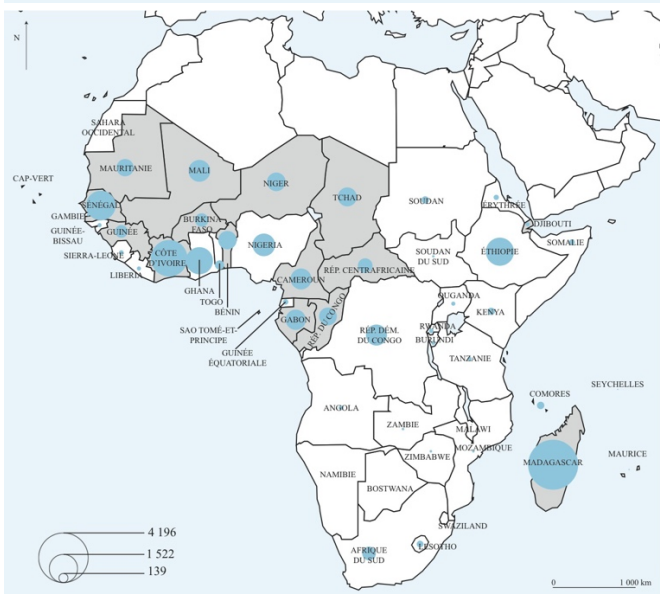 N
SAHARA
OCCIDENTAL
CAP-VERT
MAURITANIE
MALI
NIGER
TCHAD
SOUDAN
ÉRYTHRÉE
SÉNÉGAL
GAMBIE
GUINÉE-
BISSAU
GUINÉE
BURKINA
FASO
DJIBOUTI
SIERRA-LEONE
CÔTE
D'IVOIRE
NIGERIA
SOUDAN
DU SUD
ÉTHIOPIE
SOMALIE
LIBERIA
GHANA
TOGO
BÉNIN
CAMEROUN
RÉP. CENTRAFRICAINE
SAO TOMÉ-ET-
PRINCIPE
GUINÉE
ÉQUATORIALE
GABON
RÉP. DU CONGO
RÉP. DÉM.
DU CONGO
OUGANDA
KENYA
RWANDA
BURUNDI
TANZANIE
SEYCHELLES
COMORES
ANGOLA
ZAMBIE
MALAWI
MOZAMBIQUE
ZIMBABWE
MADAGASCAR
MAURICE
NAMIBIE
BOSTWANA
SWAZILAND
LESOTHO
AFRIQUE
DU SUD
4 196
1 522
139
0 1 000 km